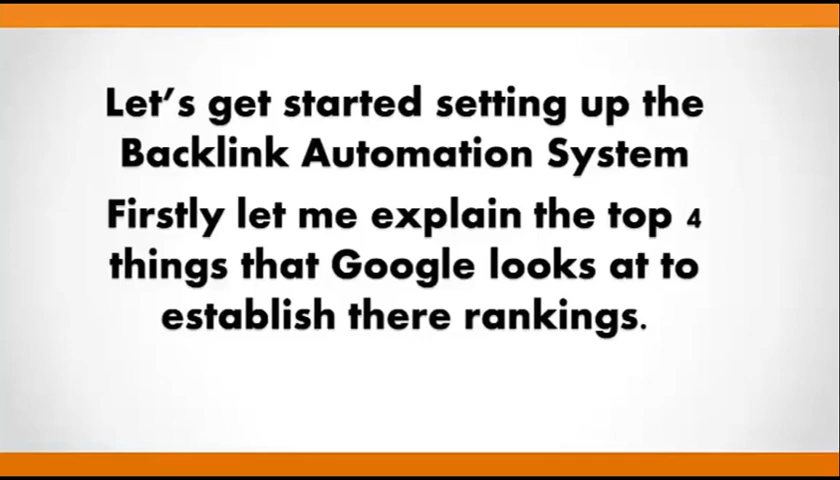 Let's get started setting up the
Backlink Automation System
Firstly let me explain the top 4
things that Google looks at to
establish there rankings.